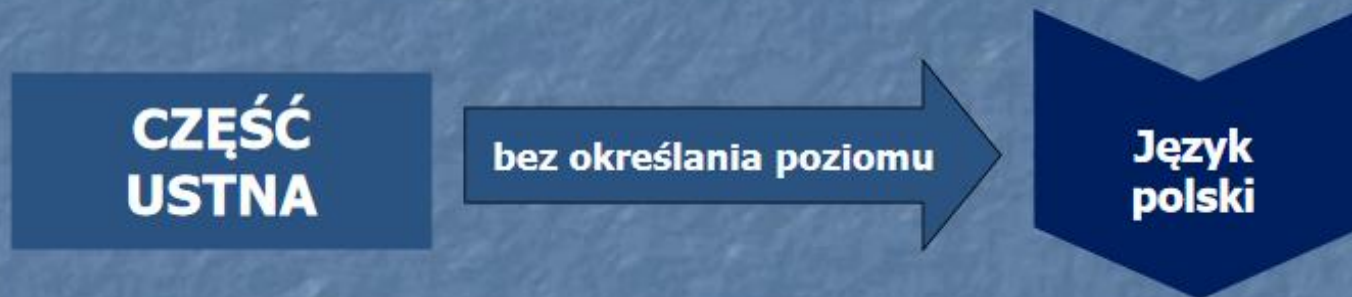 CZĘŚĆ
USTNA
bez określania poziomu
Język
polski